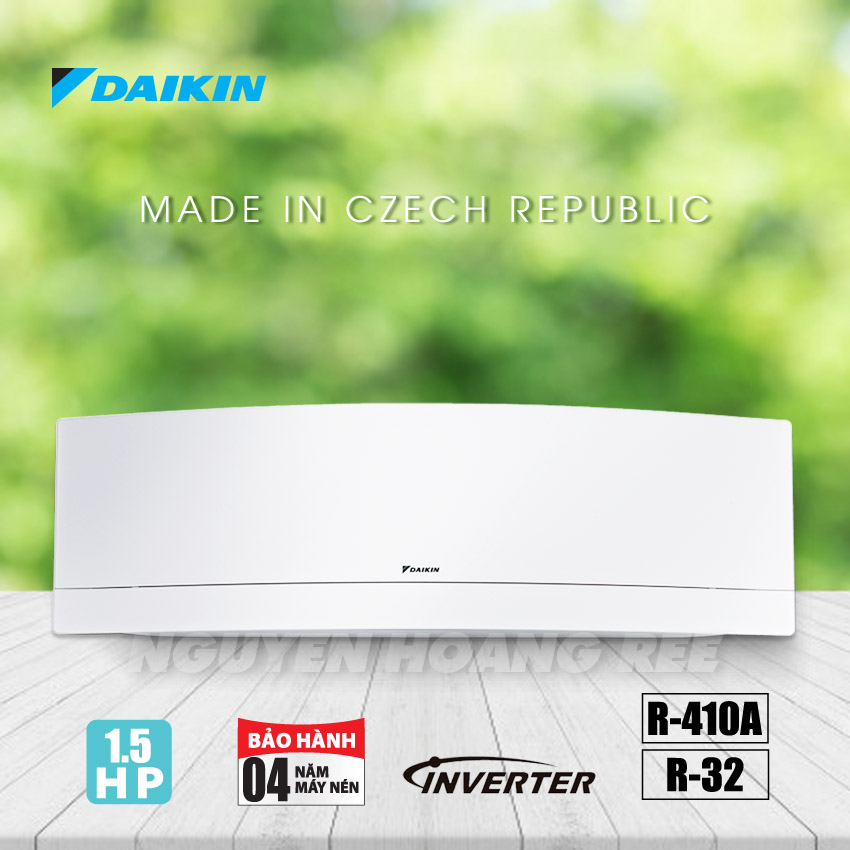 DAIKIN
MADE IN CZECH REPUBLIC
DAIKIN
NGUYEN HOANG REE
1.5
HP
BẢO HÀNH
04 NĂM
MÁY NÉN
INVERTER
R-410A
R-32